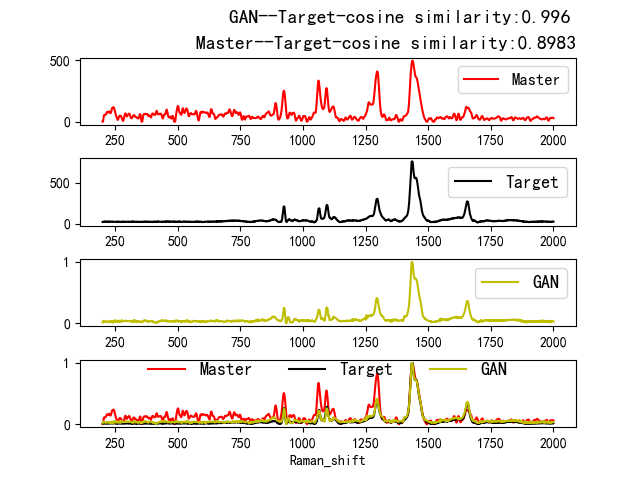 GAN--Target-cosine similarity:0.996
Master--Target-cosine similarity:0.8983
500
0
Master
250 500 750 1000 1250 1500 1750 2000
500
0
Target
250 500 750 1000 1250 1500 1750 2000
1
0
GAN
250 500 750 1000 1250 1500 1750 2000
1
0
Master Target GAN
250 500 750 1000 1250 1500 1750 2000
Raman_shift